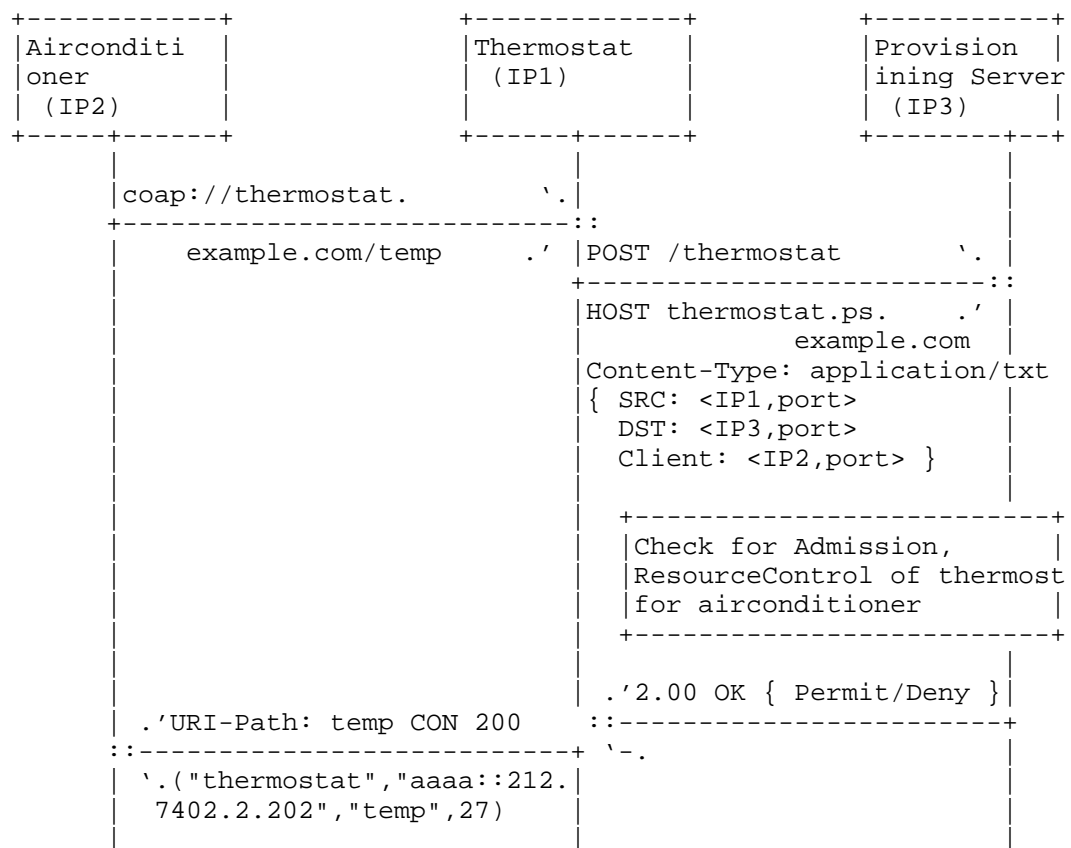 Airconditi Thermostat Provision
oner (IP1) ining Server
(IP2) (IP3)
coap://thermostat.
example.com/temp POST /thermostat
HOST thermostat.ps.
example.com
Content-Type: application/txt
{ SRC: <IP1,port>
DST: <IP3,port>
Client: <IP2,port> }
Check for Admission,
ResourceControl of thermost
for airconditioner
2.00 OK { Permit/Deny }
URI-Path: temp CON 200
("thermostat","aaaa::212.
7402.2.202","temp",27)